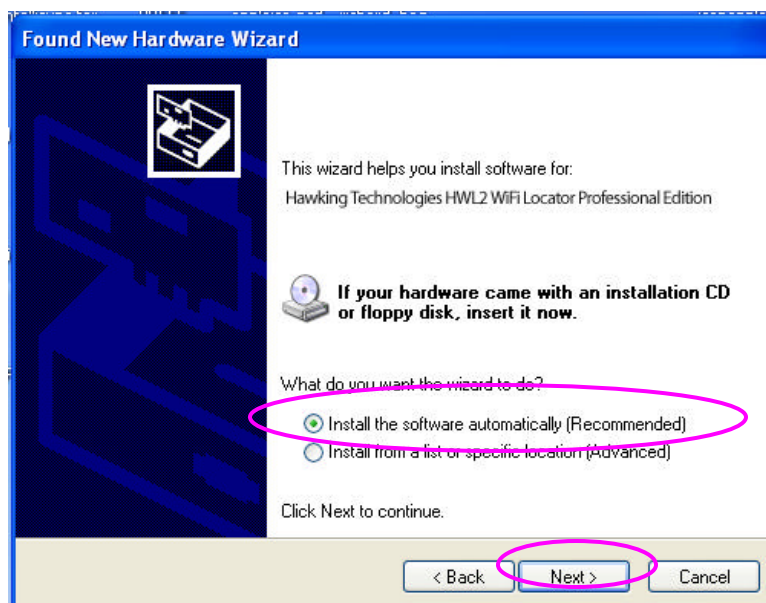 Found New Hardware Wizard
This wizard helps you install software for:
Hawking Technologies HWL2 WiFi Locator Professional Edition
If your hardware came with an installation CD
or floppy disk, insert it now.
What do you want the wizard to do?
Install the software automatically (Recommended)
Install from a list or specific location (Advanced)
Click Next to continue.
< Back
Next >
Cancel